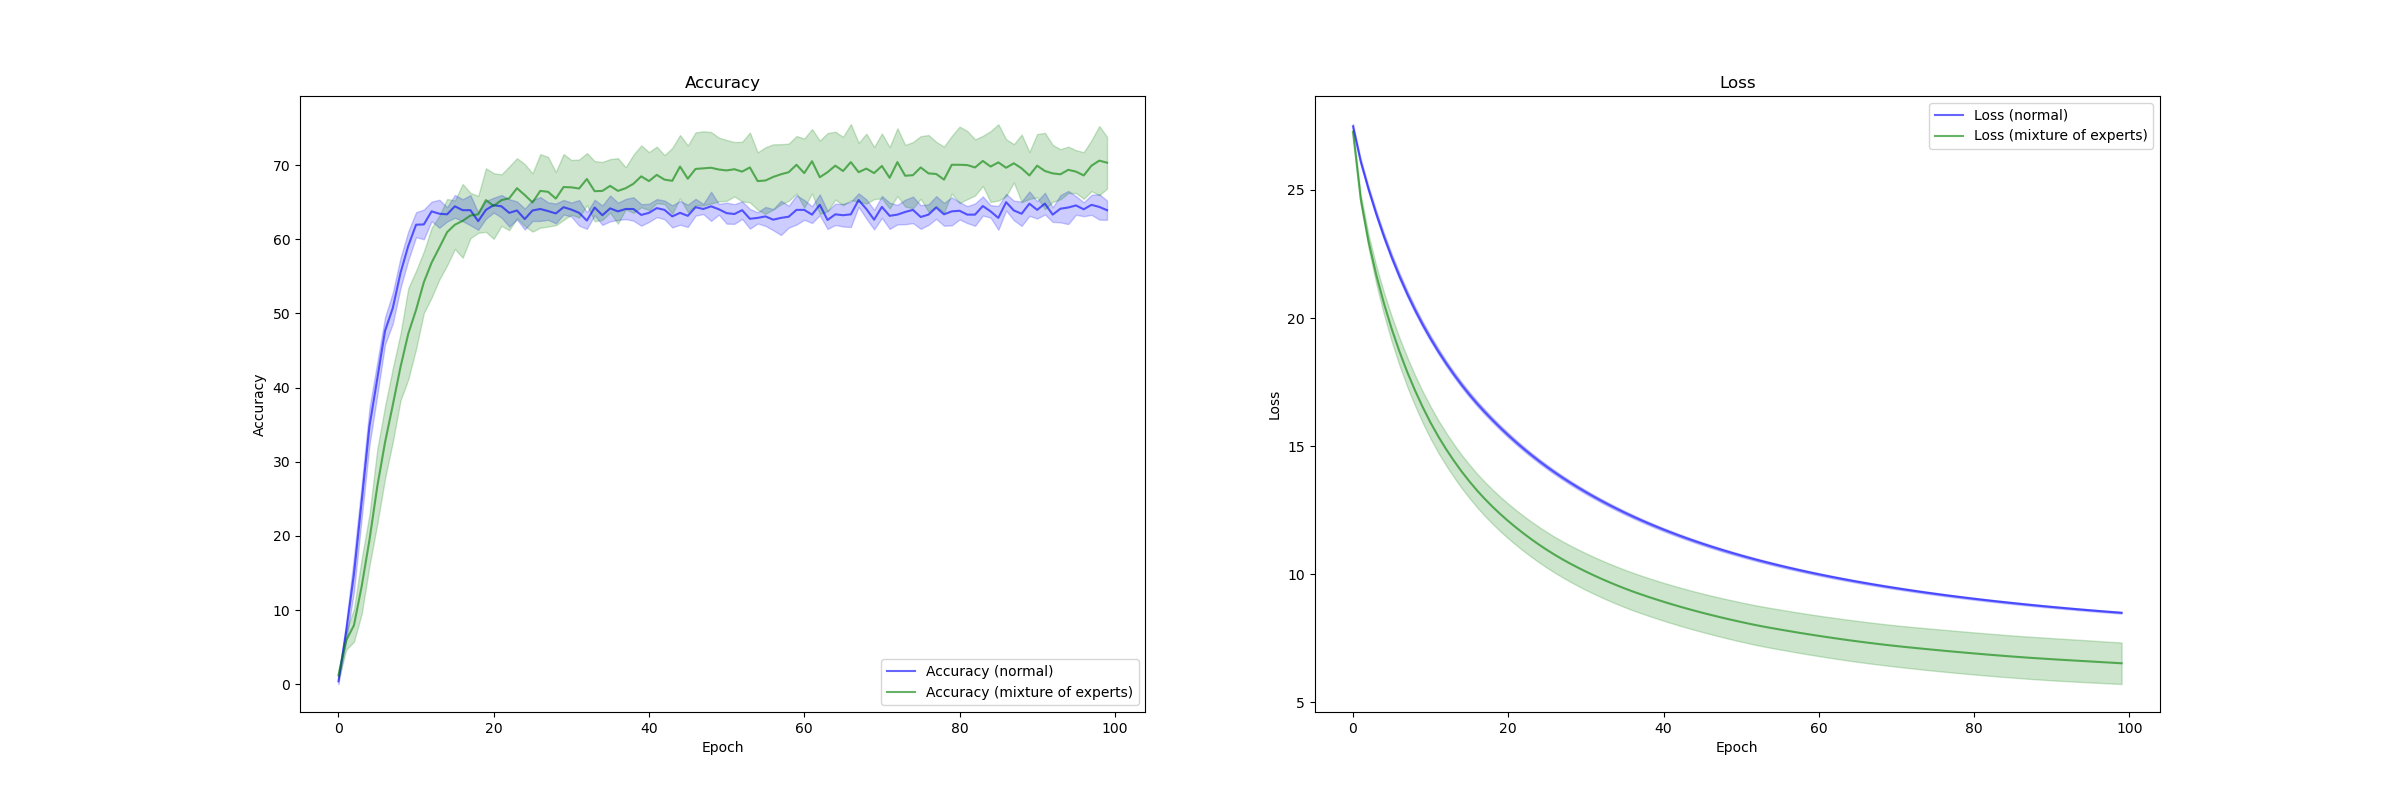 Accuracy
70
60
50
40
30
20
10
0
Accuracy
Accuracy (normal)
Accuracy (mixture of experts)
0 20 40 60 80 100
Epoch
Loss
25
20
15
10
5
Loss
Loss (normal)
Loss (mixture of experts)
0 20 40 60 80 100
Epoch